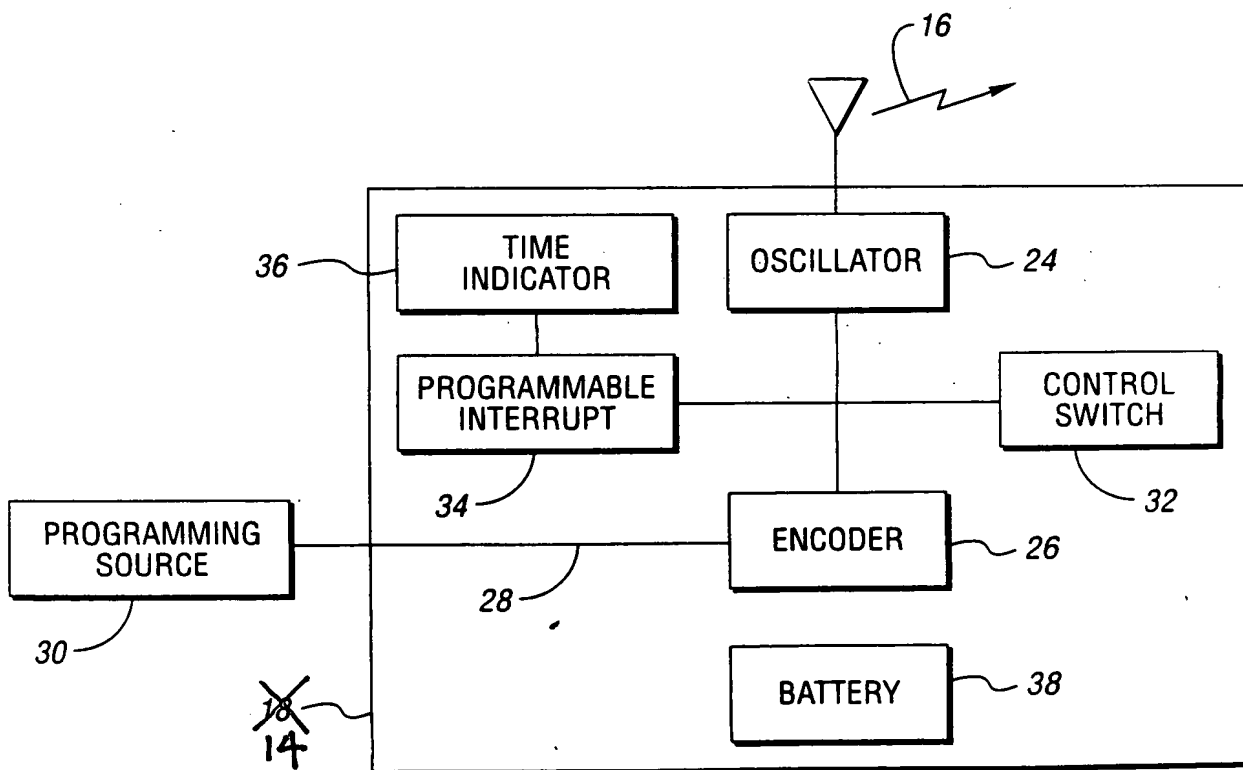 16
TIME
INDICATOR
36
OSCILLATOR
24
PROGRAMMABLE
INTERRUPT
34
CONTROL
SWITCH
32
PROGRAMMING
SOURCE
30
28
ENCODER
26
BATTERY
38
18
14